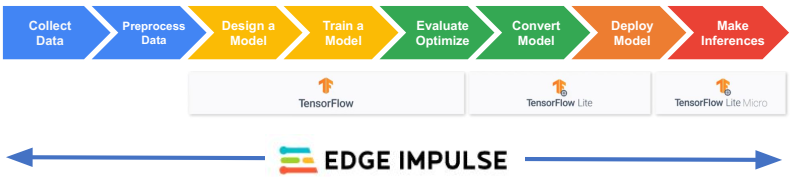 Collect
Data
Preprocess
Data
Design a
Model
Train a
Model
Evaluate
Optimize
Convert
Model
Deploy
Model
Make
Inferences
TensorFlow
TensorFlow Lite
TensorFlow Lite Micro
EDGE IMPULSE